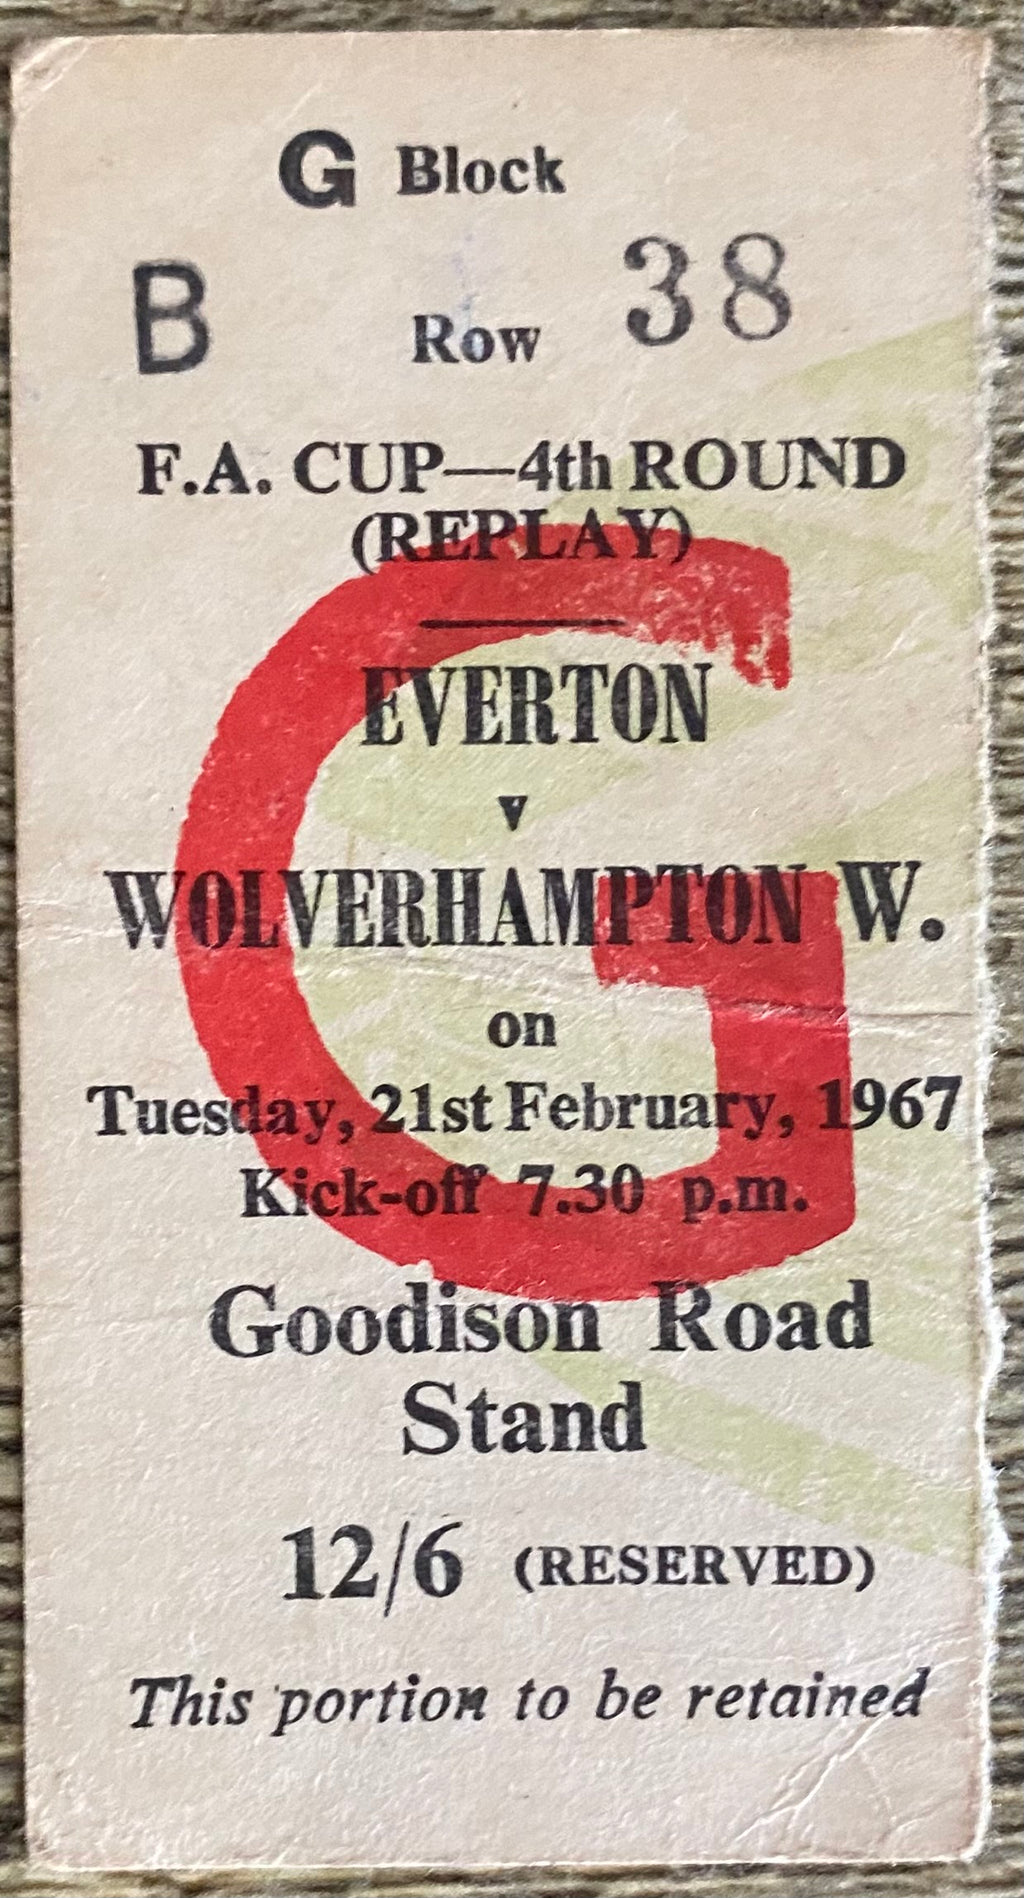 G Block
B Row 38
F.A. CUP—4th ROUND
(REPLAY)
EVERTON
v
WOLVERHAMPTON W.
on
Tuesday, 21st February, 1967
Kick-off 7.30 p.m.
G
Goodison Road
Stand
12/6 (RESERVED)
This portion to be retained